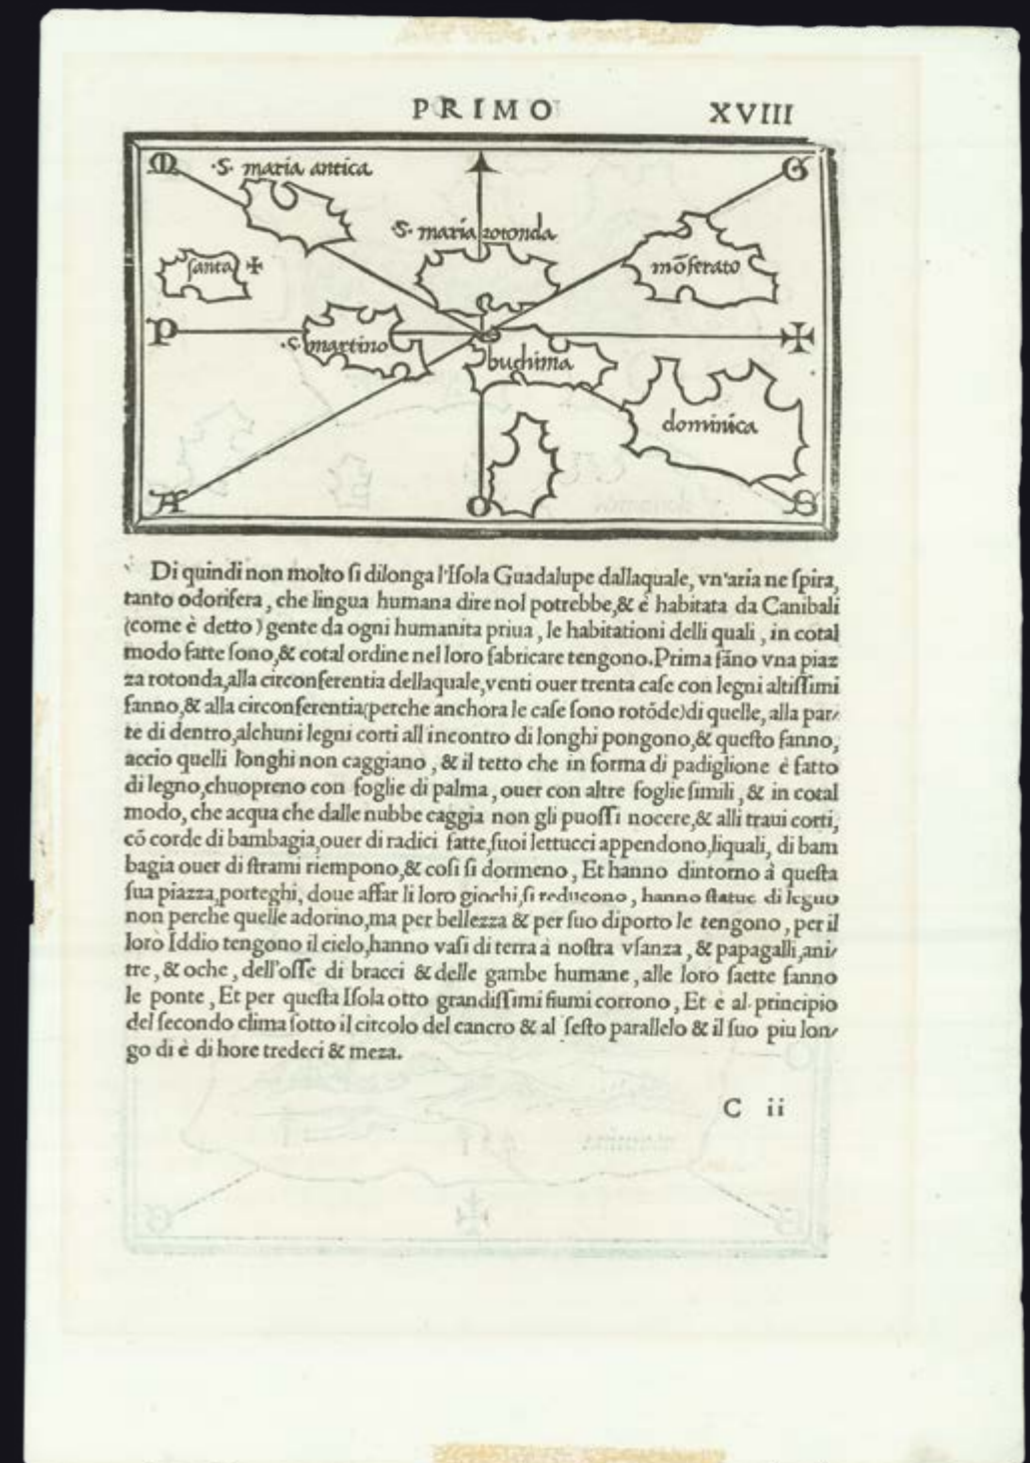 PRIMO XVIII
M ·S· maria antica G
·S· maria rotonda
santa ✠ mōferato
P ·S· martino ✠
buchima
dominica
A O S
Di quindi non molto ſi dilonga l'Iſola Guadalupe dallaquale, vn'aria ne ſpira,
tanto odorifera, che lingua humana dire nol potrebbe,& è habitata da Canibali
(come è detto) gente da ogni humanita priua, le habitationi delli quali, in cotal
modo fatte ſono,& cotal ordine nel loro fabricare tengono.Prima fāno vna piaz
za rotonda,alla circonferentia dellaquale,venti ouer trenta caſe con legni altiſſimi
fanno,& alla circonferentia(perche anchora le caſe ſono rotōde)di quelle, alla par/
te di dentro,alchuni legni corti all incontro di longhi pongono,& queſto fanno,
accio quelli longhi non caggiano, & il tetto che in forma di padiglione è fatto
di legno,chuopreno con foglie di palma, ouer con altre foglie ſimili, & in cotal
modo, che acqua che dalle nubbe caggia non gli puoſſi nocere,& alli traui corti,
cō corde di bambagia,ouer di radici fatte,ſuoi lettucci appendono,liquali, di bam
bagia ouer di ſtrami riempono,& coſi ſi dormeno, Et hanno dintorno à queſta
ſua piazza,porteghi, doue affar li loro giochi,ſi reducono, hanno ſtatue di legno
non perche quelle adorino,ma per bellezza & per ſuo diporto le tengono, per il
loro Iddio tengono il cielo,hanno vaſi di terra à noſtra vſanza, & papagalli,ani/
tre, & oche, dell'oſſe di bracci & delle gambe humane, alle loro ſaette fanno
le ponte, Et per queſta Iſola otto grandiſſimi fiumi corrono, Et è al principio
del ſecondo clima ſotto il circolo del cancro & al ſeſto parallelo & il ſuo piu lon/
go di è di hore tredeci & meza.
C ii